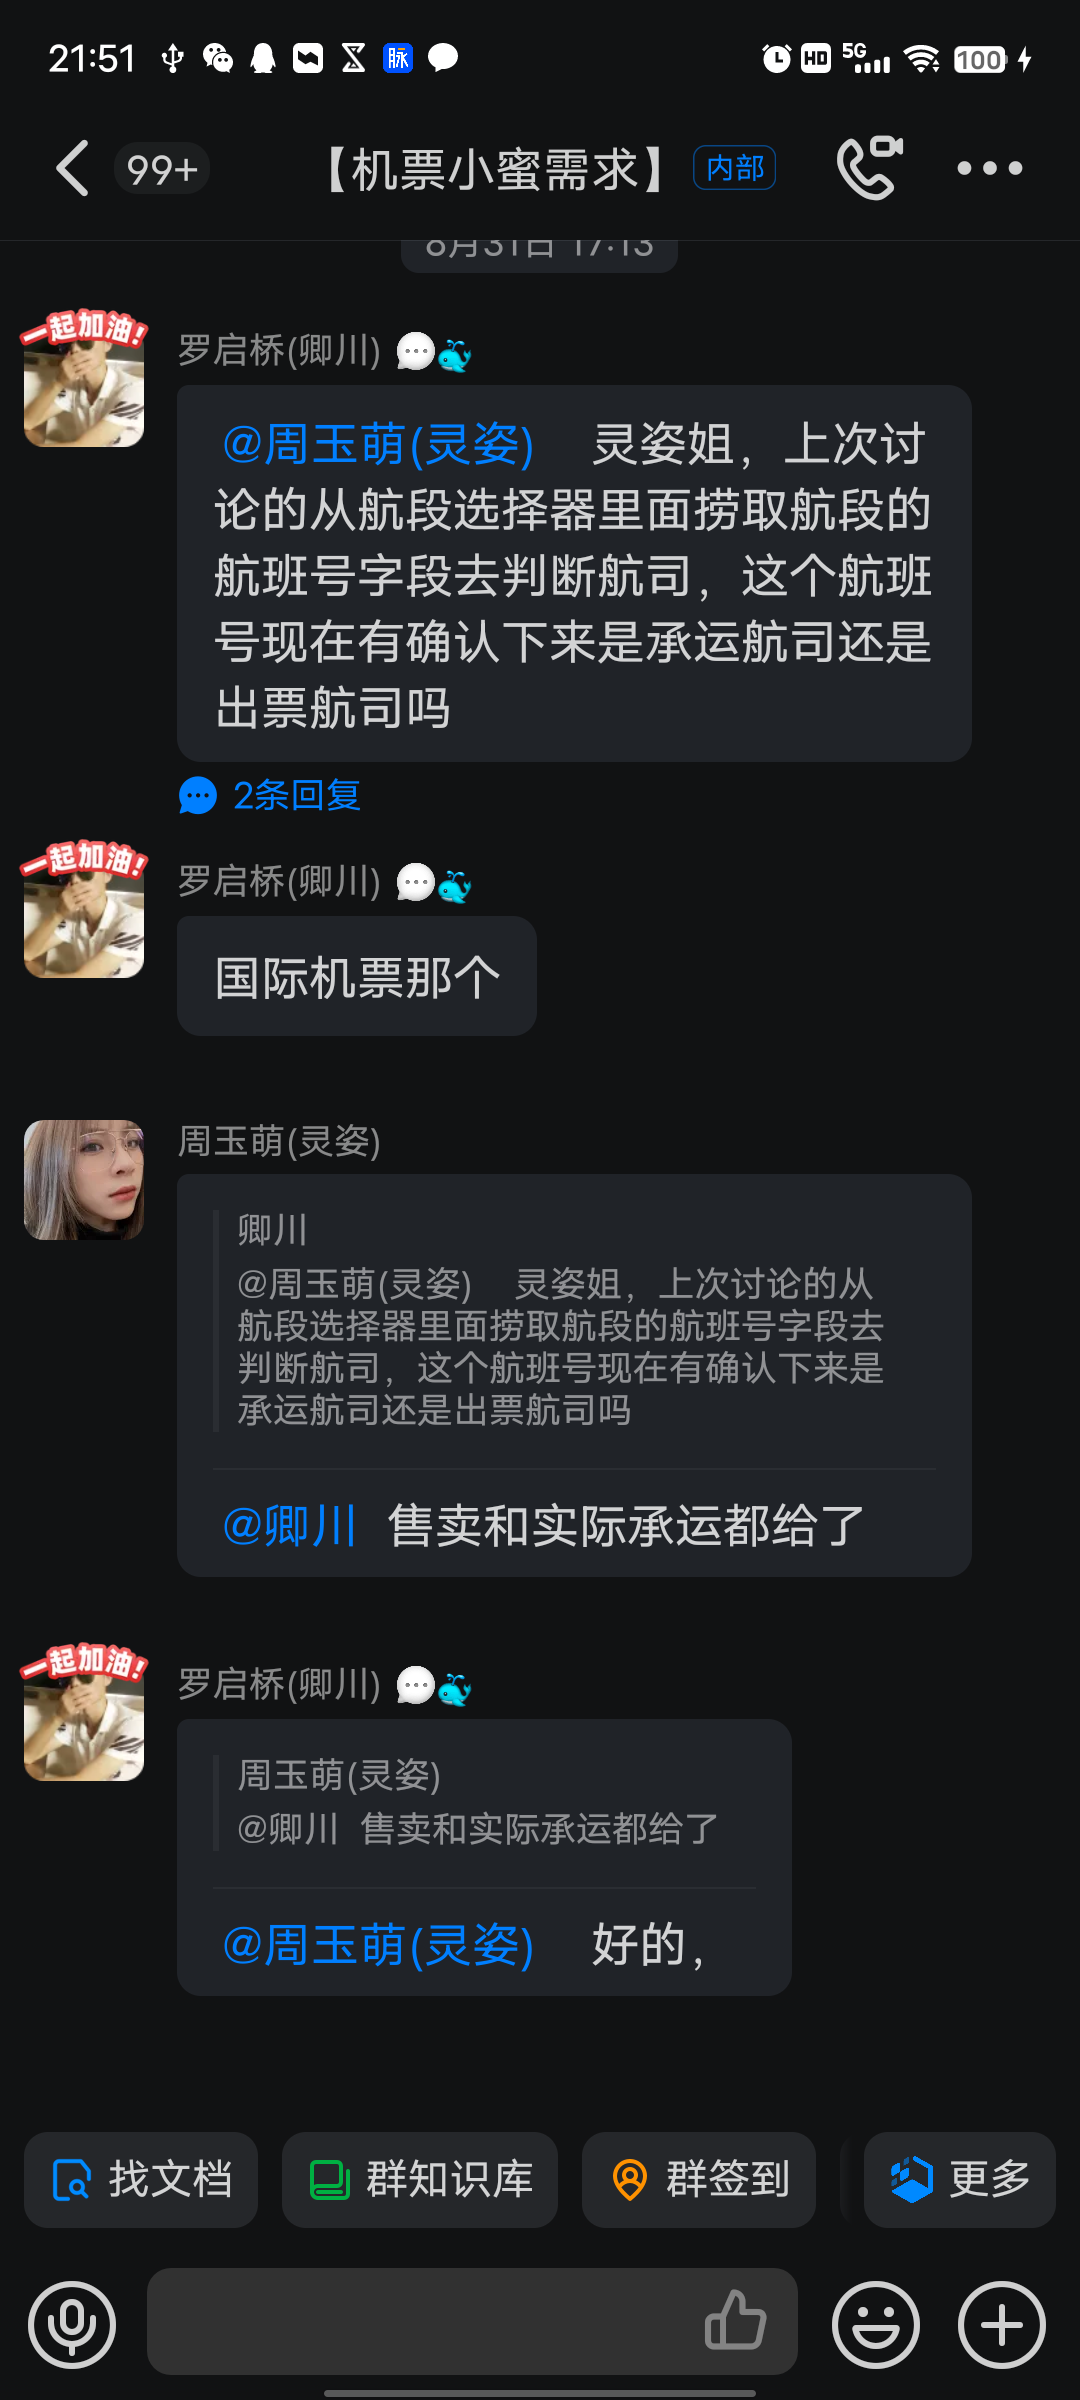 21:51
脉
HD 5G 100
99+
【机票小蜜需求】
内部
8月31日 17:13
一起加油!
罗启桥(卿川)
@周玉萌(灵姿) 灵姿姐，上次讨
论的从航段选择器里面捞取航段的
航班号字段去判断航司，这个航班
号现在有确认下来是承运航司还是
出票航司吗
2条回复
一起加油!
罗启桥(卿川)
国际机票那个
周玉萌(灵姿)
卿川
@周玉萌(灵姿) 灵姿姐，上次讨论的从
航段选择器里面捞取航段的航班号字段去
判断航司，这个航班号现在有确认下来是
承运航司还是出票航司吗
@卿川 售卖和实际承运都给了
一起加油!
罗启桥(卿川)
周玉萌(灵姿)
@卿川 售卖和实际承运都给了
@周玉萌(灵姿) 好的，
找文档
群知识库
群签到
更多